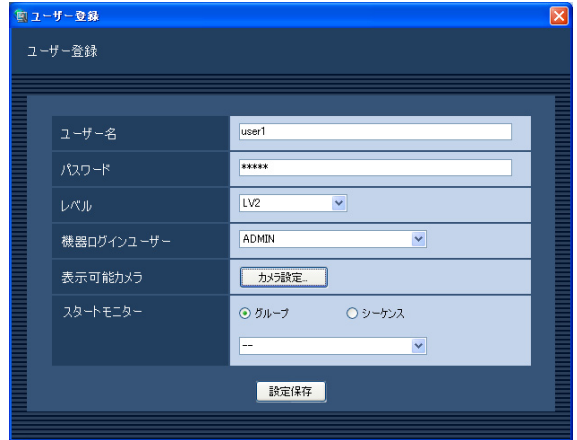 ユーザー登録
ユーザー登録
ユーザー名
user1
パスワード
*****
レベル
LV2
機器ログインユーザー
ADMIN
表示可能カメラ
カメラ設定...
スタートモニター
グループ
シーケンス
--
設定保存